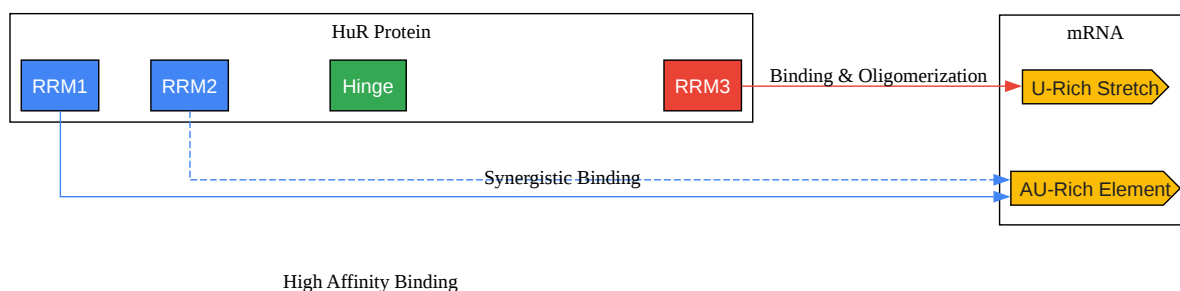 HuR Protein
mRNA
RRM1
RRM2
Hinge
RRM3
Binding & Oligomerization
U-Rich Stretch
Synergistic Binding
AU-Rich Element
High Affinity Binding